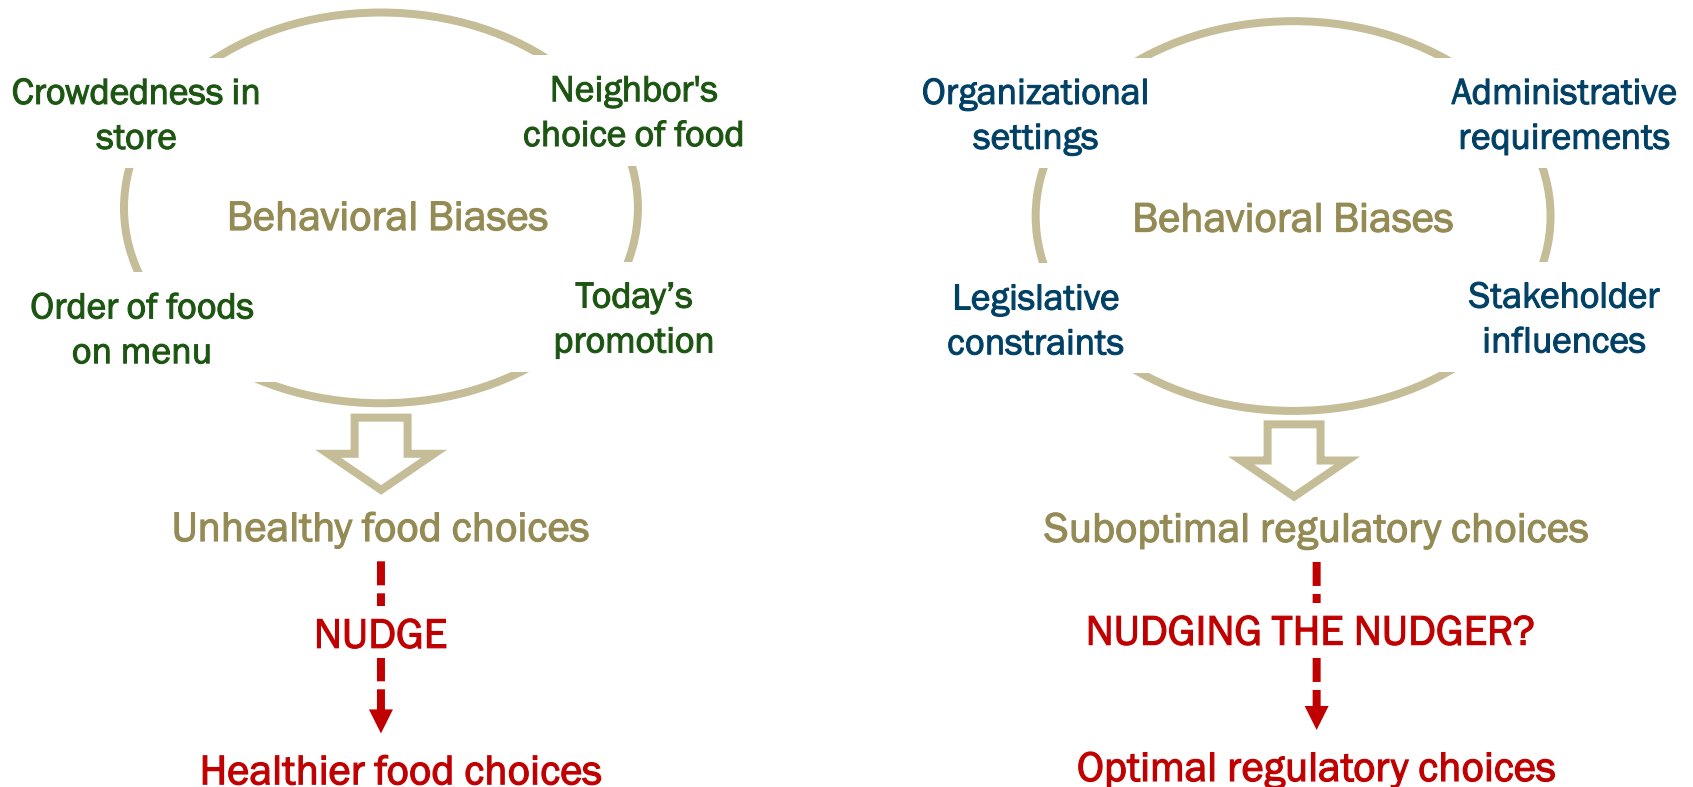 Crowdedness in
store
Neighbor's
choice of food
Behavioral Biases
Order of foods
on menu
Today’s
promotion
Unhealthy food choices
NUDGE
Healthier food choices
Organizational
settings
Administrative
requirements
Behavioral Biases
Legislative
constraints
Stakeholder
influences
Suboptimal regulatory choices
NUDGING THE NUDGER?
Optimal regulatory choices